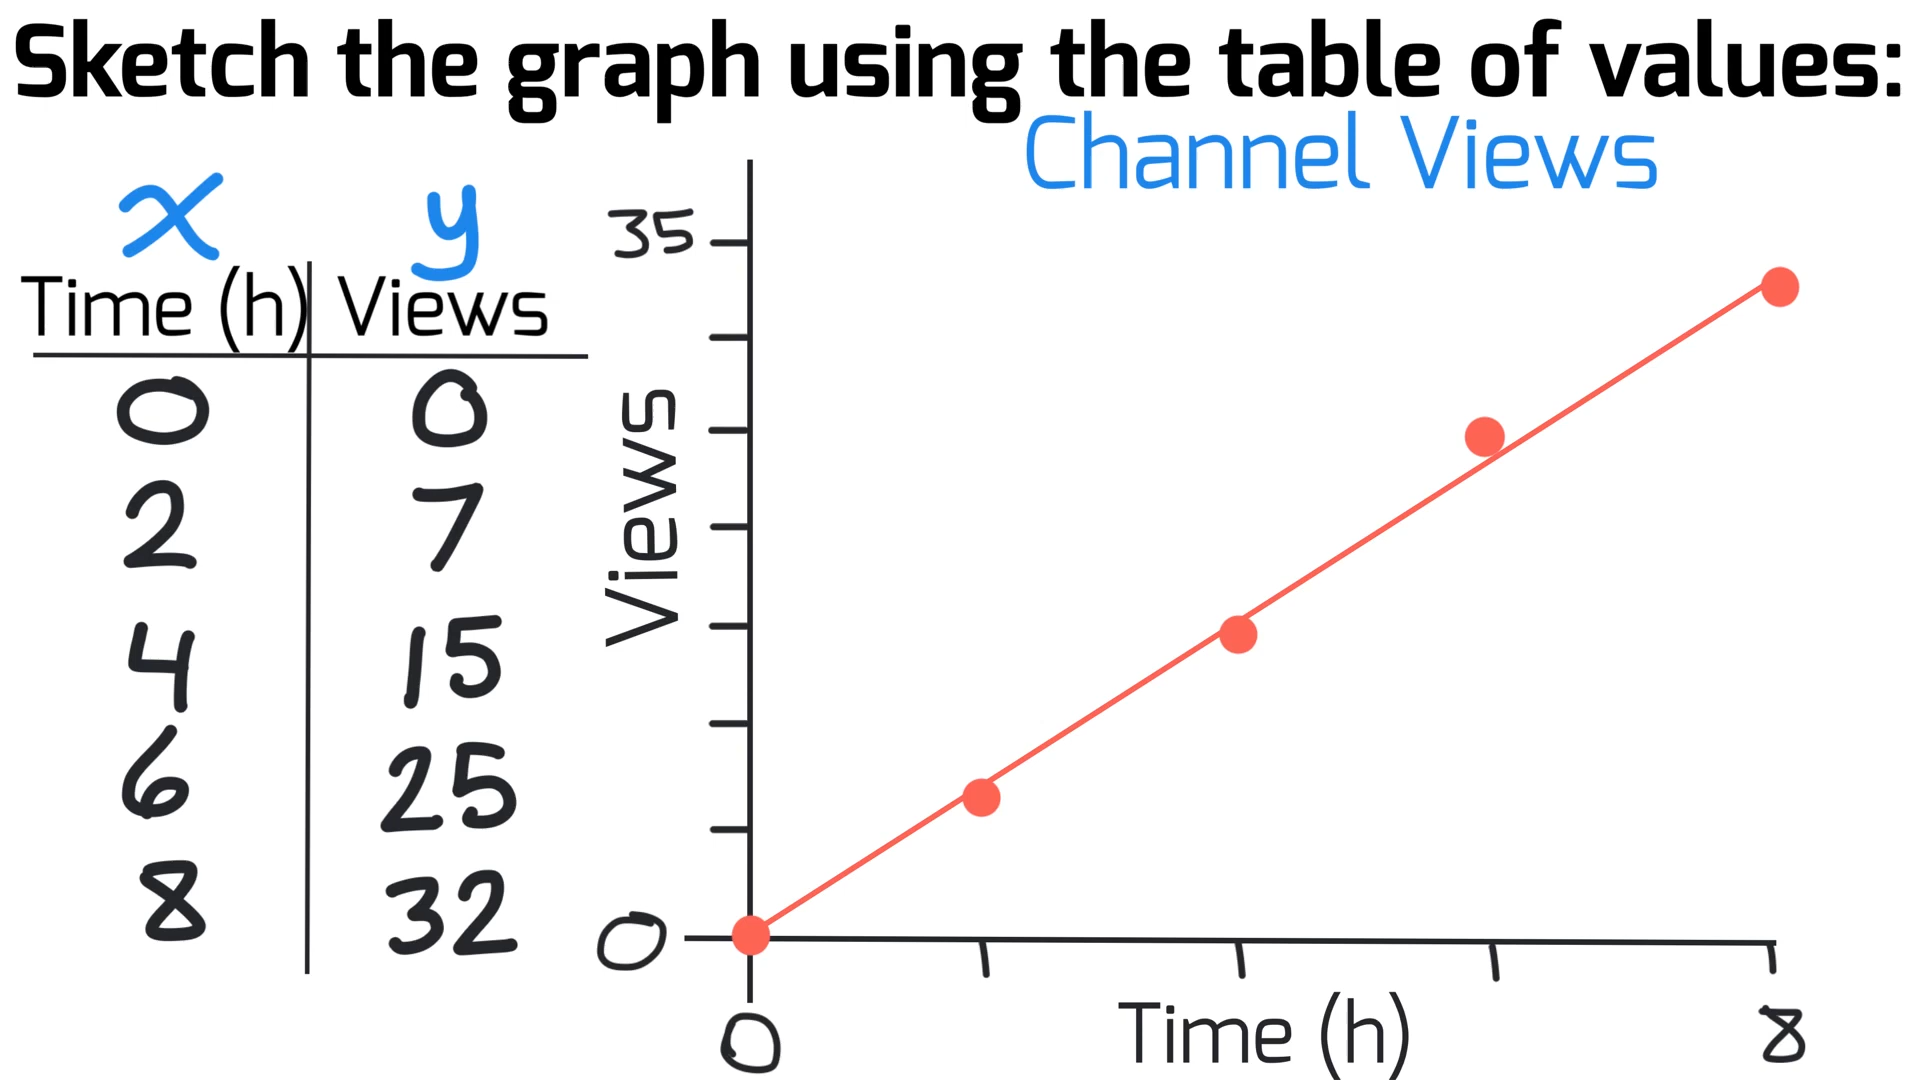 Sketch the graph using the table of values:
Channel Views
x y
Time (h) Views
0 0
2 7
4 15
6 25
8 32
35
Views
0
0
Time (h)
8